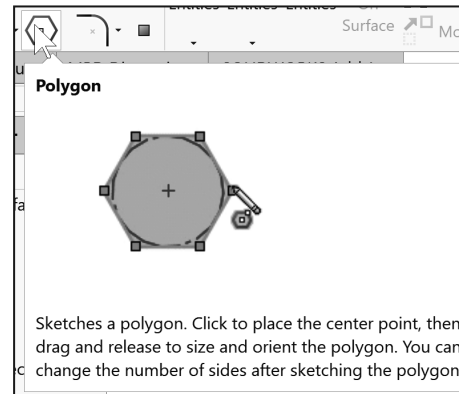 Surface
Polygon
Sketches a polygon. Click to place the center point, then
drag and release to size and orient the polygon. You can
change the number of sides after sketching the polygon